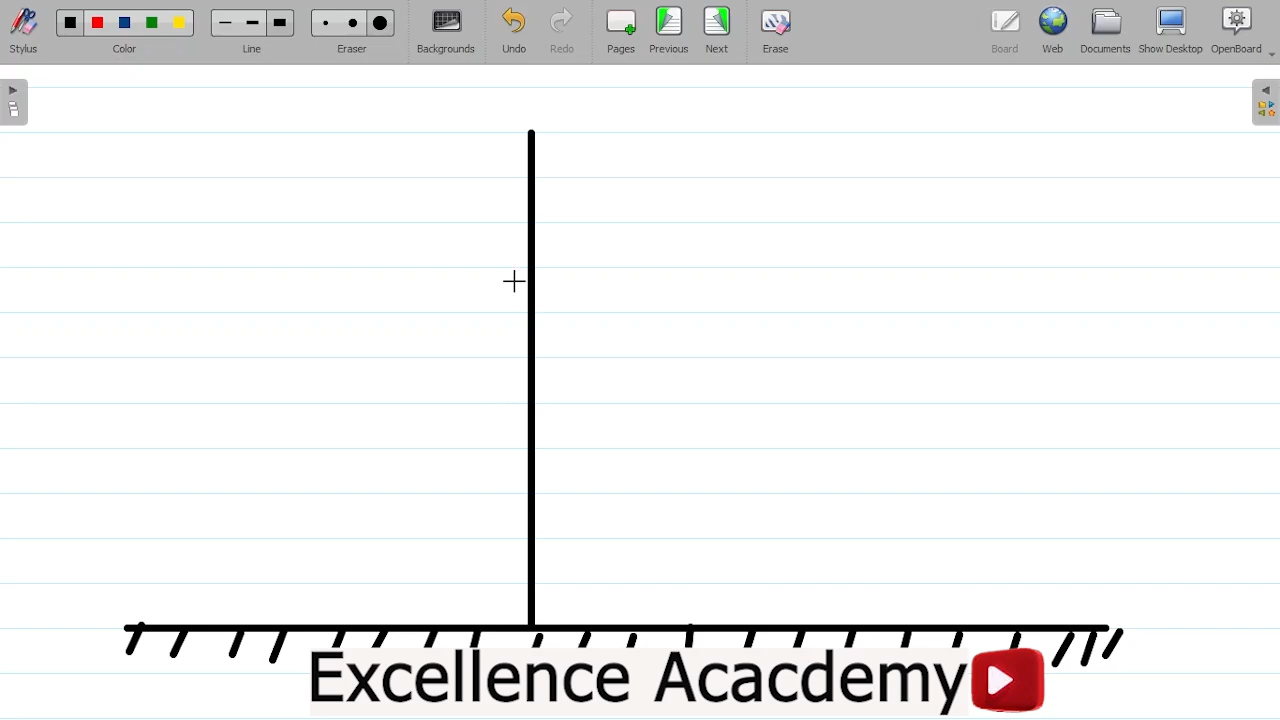 Stylus
Color
Line
Eraser
Backgrounds
Undo
Redo
Pages
Previous
Next
Erase
Board
Web
Documents
Show Desktop
OpenBoard
Excellence Acacdemy